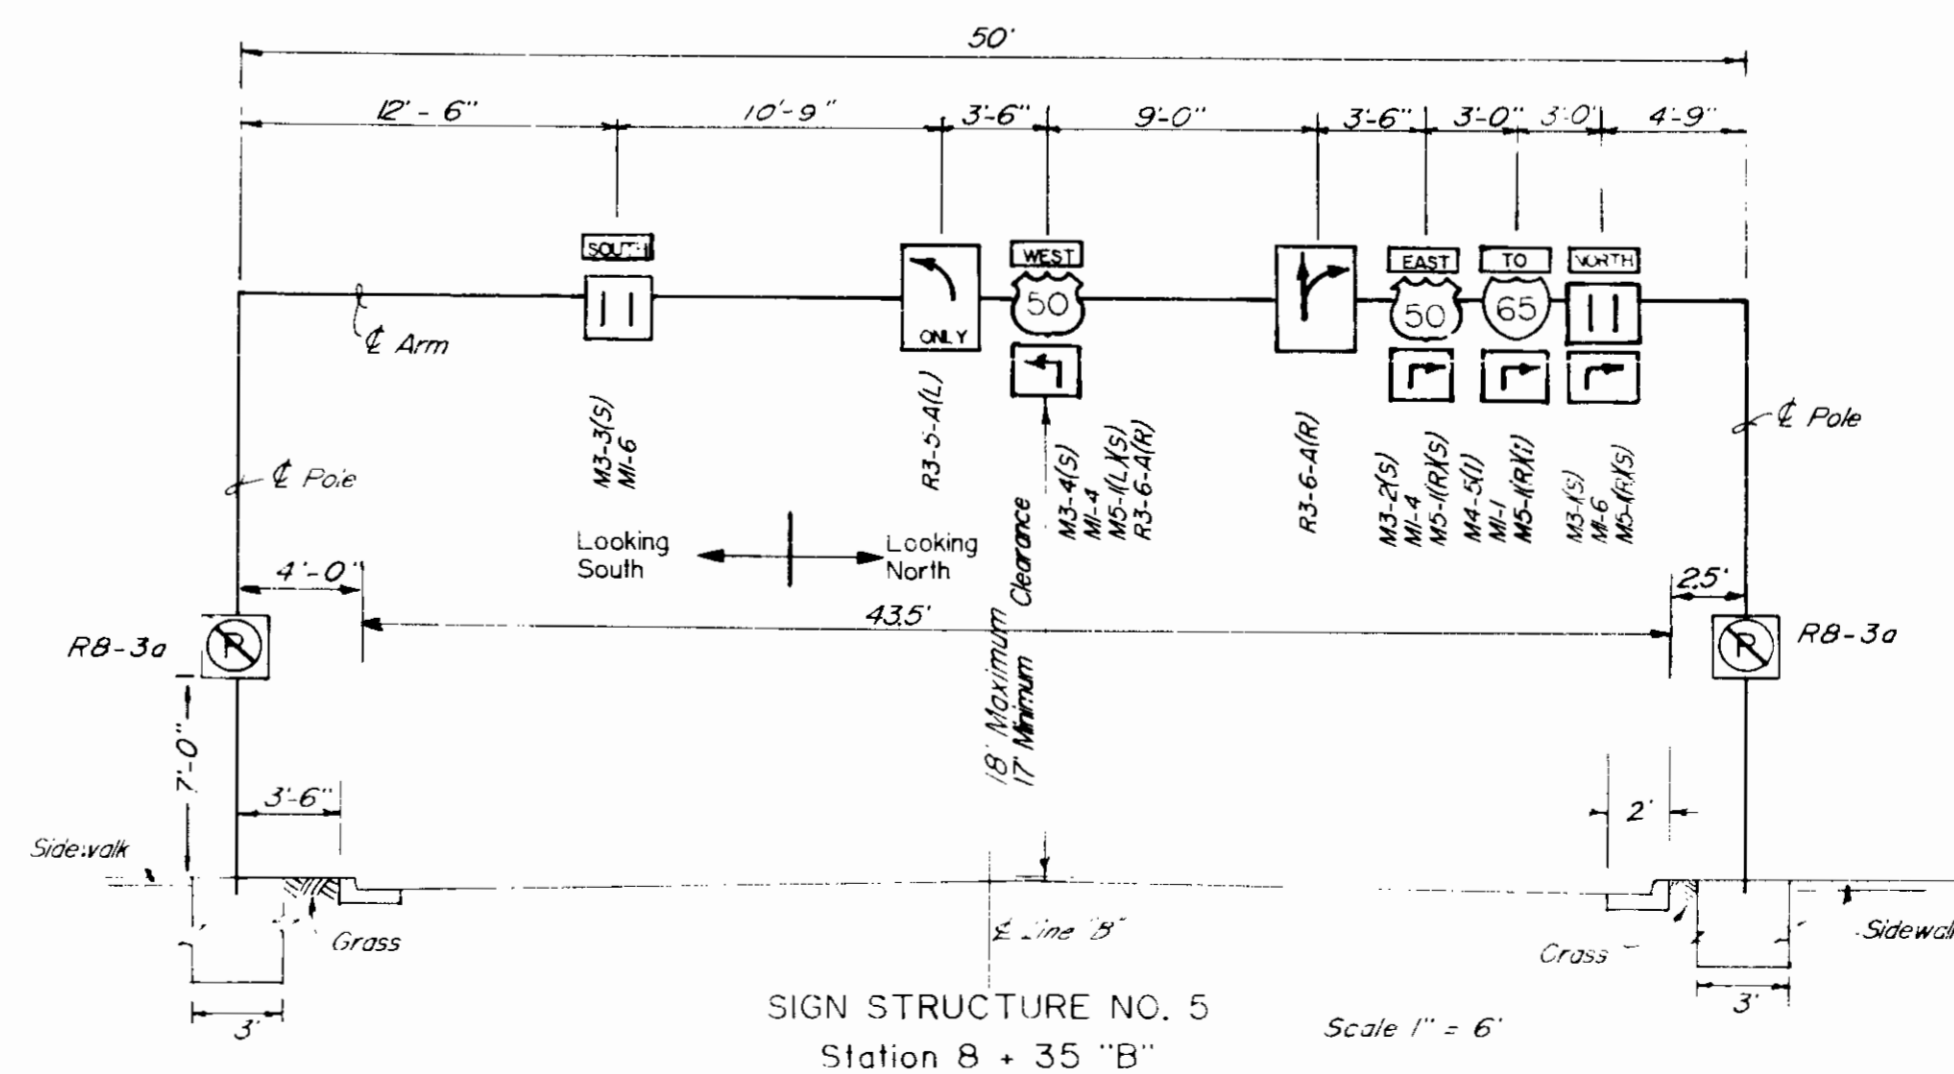 50'
12'-6" 10'-9" 3'-6" 9'-0" 3'-6" 3'-0" 3'-0" 4'-9"
SOUTH WEST EAST TO NORTH
11 50 50 65 11
ONLY
℄ Arm
℄ Pole
℄ Pole
M3-3(S)
M1-6
R3-5-A(L)
M3-4(S)
M1-4
M5-1(L)(S)
R3-6-A(R)
R3-6-A(R)
M3-2(S)
M1-4
M5-1(R)(S)
M4-5(I)
M1-1
M5-1(R)(I)
M3-1(S)
M1-6
M5-1(R)(S)
Looking
South
Looking
North
18' Maximum
17' Minimum Clearance
4'-0" 43.5' 2.5'
R8-3a P P R8-3a
7'-0"
3'-6" 2'
Sidewalk
Grass ℄ Line "B" Grass Sidewalk
3' 3'
SIGN STRUCTURE NO. 5
Scale 1" = 6'
Station 8 + 35 "B"